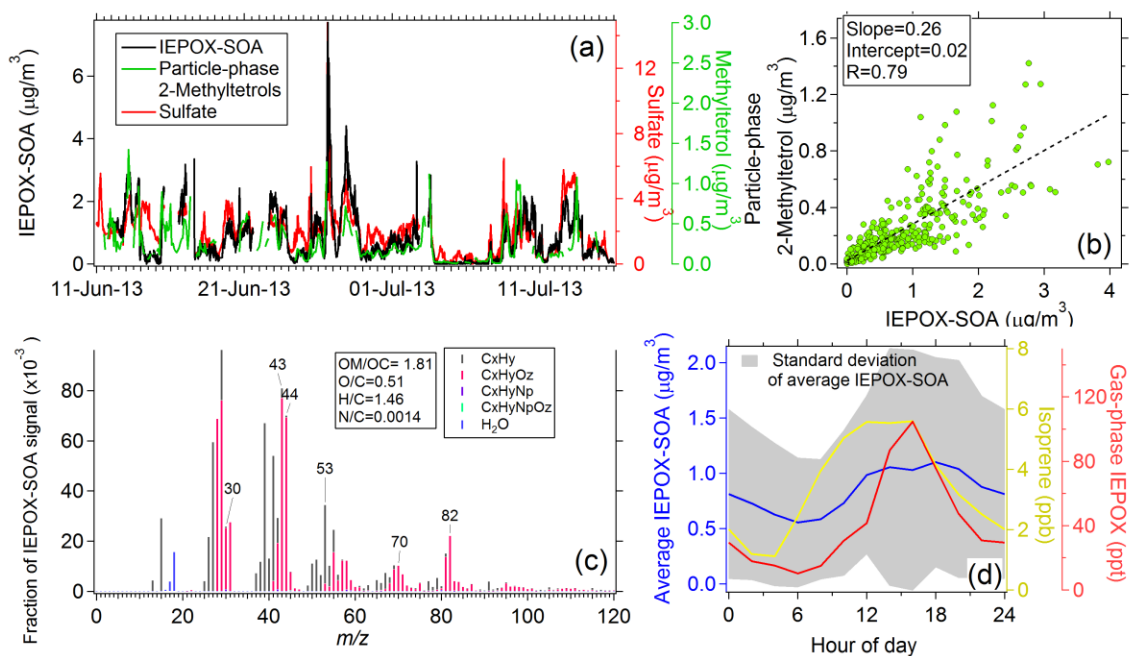 (a)
IEPOX-SOA
Particle-phase
2-Methyltetrols
Sulfate
IEPOX-SOA (µg/m³)
6
4
2
0
11-Jun-13
21-Jun-13
01-Jul-13
11-Jul-13
12
8
4
0
Sulfate (µg/m³)
3.0
2.5
2.0
1.5
1.0
0.5
0.0
Methyltetrol (µg/m³)
(b)
Slope=0.26
Intercept=0.02
R=0.79
Particle-phase
2-Methyltetrol (µg/m³)
1.6
1.2
0.8
0.4
0.0
0
1
2
3
4
IEPOX-SOA (µg/m³)
(c)
OM/OC= 1.81
O/C=0.51
H/C=1.46
N/C=0.0014
CxHy
CxHyOz
CxHyNp
CxHyNpOz
H₂O
43
44
30
53
70
82
Fraction of IEPOX-SOA signal (x10⁻³)
80
60
40
20
0
0
20
40
60
80
100
120
m/z
(d)
Standard deviation
of average IEPOX-SOA
Average IEPOX-SOA (µg/m³)
2.0
1.5
1.0
0.5
0.0
0
6
12
18
24
Hour of day
8
6
4
2
0
Isoprene (ppb)
120
80
40
0
Gas-phase IEPOX
(ppt)